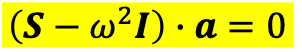 (𝑺 − ω²𝑰) · 𝒂 = 0